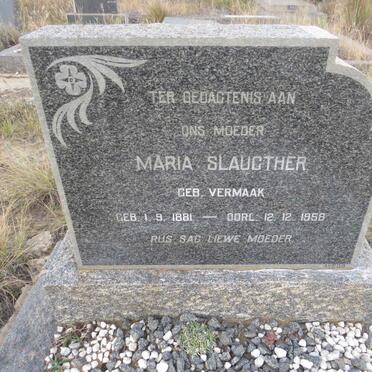 TER GEDAGTENIS AAN
ONS MOEDER
MARIA SLAUGTHER
GEB. VERMAAK
GEB. 1. 9. 1881 — OORL. 12. 12. 1958
RUS SAG LIEWE MOEDER.